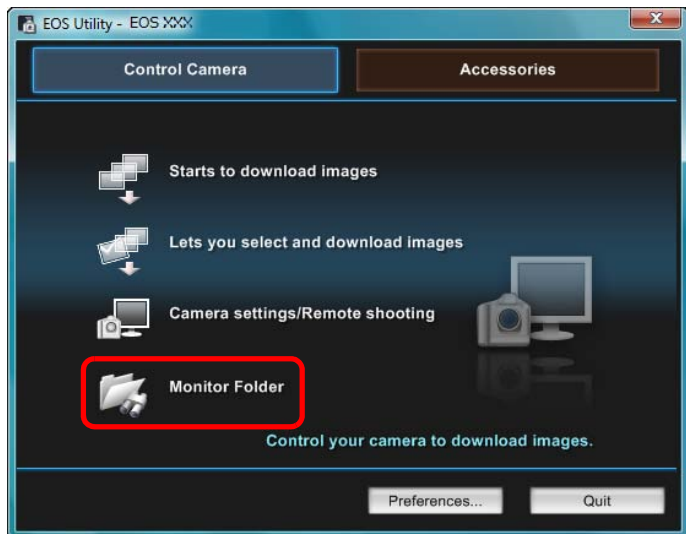 EOS Utility - EOS XXX
Control Camera
Accessories
Starts to download images
Lets you select and download images
Camera settings/Remote shooting
Monitor Folder
Control your camera to download images.
Preferences...
Quit